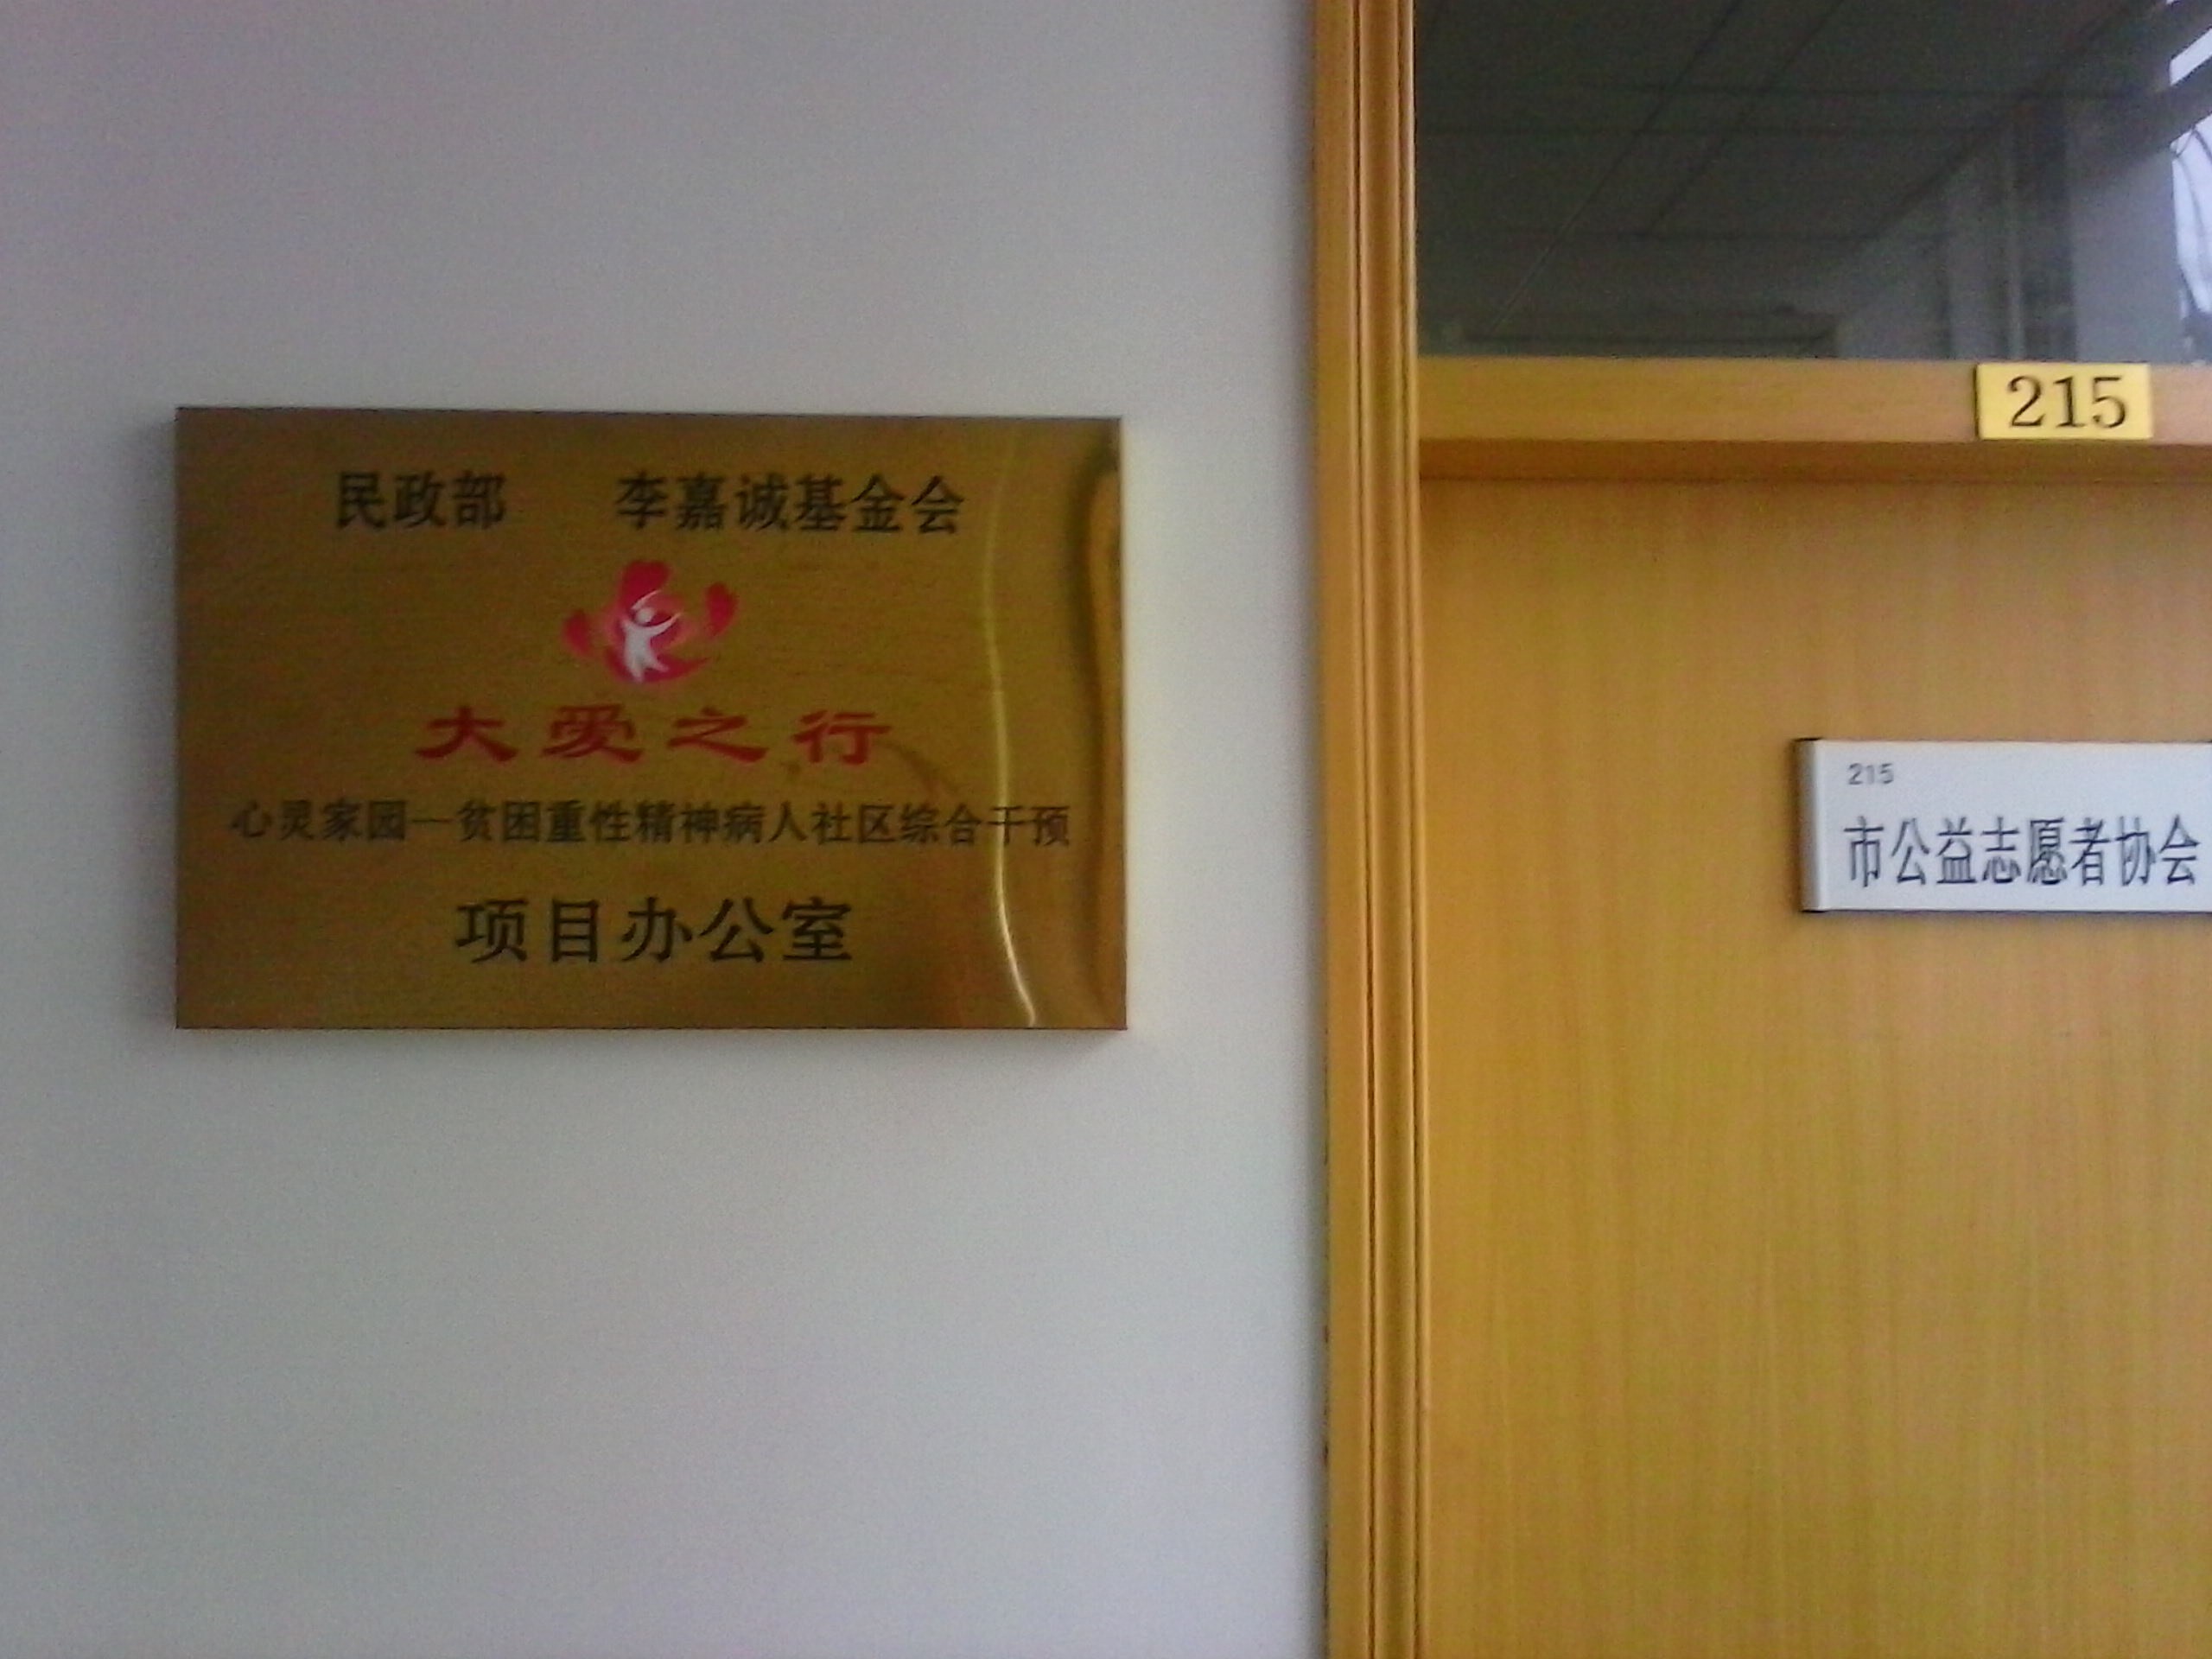 民政部 李嘉诚基金会
大爱之行
心灵家园—贫困重性精神病人社区综合干预
项目办公室
215
215
市公益志愿者协会